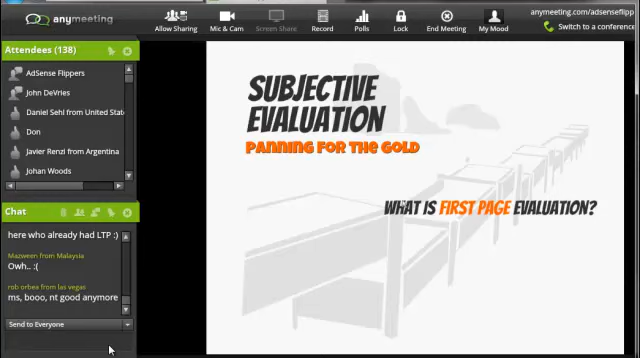 anymeeting
Allow Sharing
Mic & Cam
Screen Share
Record
Polls
Lock
End Meeting
My Mood
anymeeting.com/adsenseflipp
Switch to a conference
Attendees (138)
AdSense Flippers
John DeVries
Daniel Sehl from United Stat
Don
Javier Renzi from Argentina
Johan Woods
Chat
here who already had LTP :)
Mazween from Malaysia
Owh.. :(
rob orbea from las vegas
ms, booo, nt good anymore
Send to Everyone
SUBJECTIVE
EVALUATION
PANNING FOR THE GOLD
WHAT IS FIRST PAGE EVALUATION?